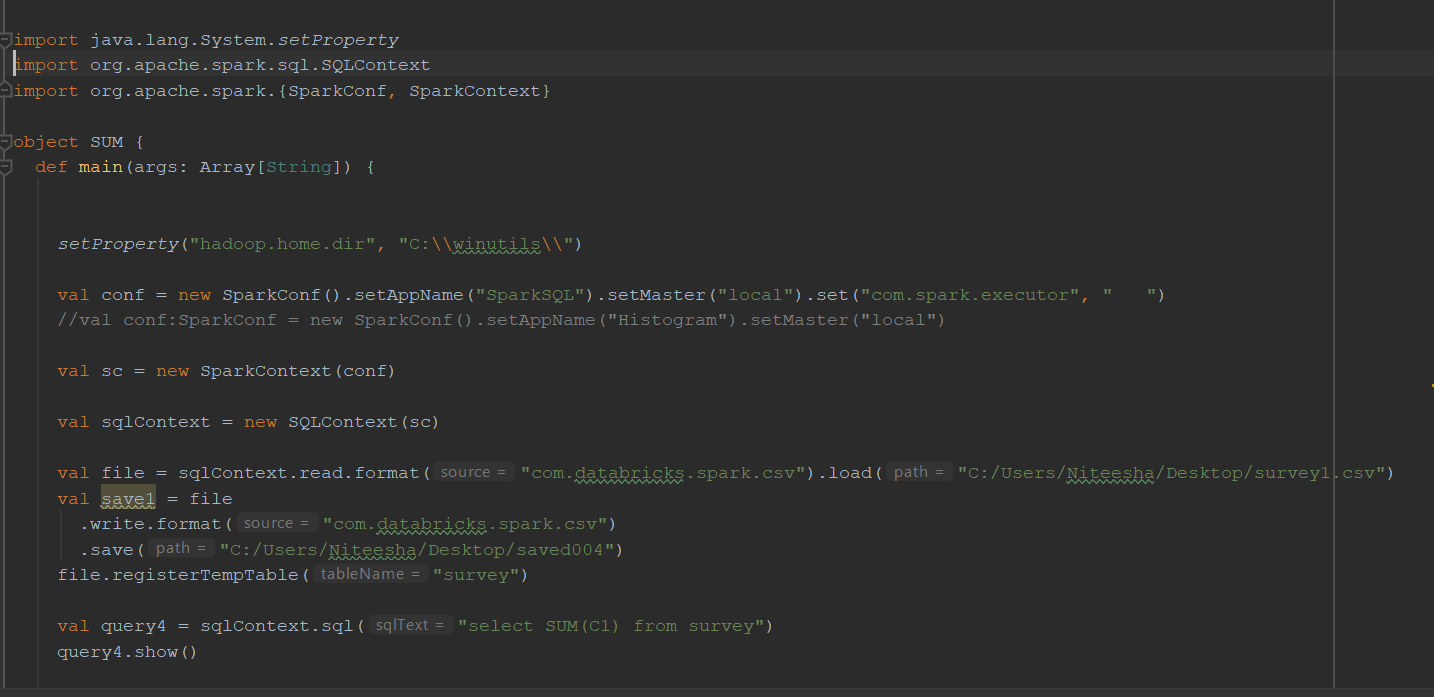 import java.lang.System.setProperty
import org.apache.spark.sql.SQLContext
import org.apache.spark.{SparkConf, SparkContext}
object SUM {
def main(args: Array[String]) {
setProperty("hadoop.home.dir", "C:\\winutils\\")
val conf = new SparkConf().setAppName("SparkSQL").setMaster("local").set("com.spark.executor", "   ")
//val conf:SparkConf = new SparkConf().setAppName("Histogram").setMaster("local")
val sc = new SparkContext(conf)
val sqlContext = new SQLContext(sc)
val file = sqlContext.read.format( source = "com.databricks.spark.csv").load( path = "C:/Users/Niteesha/Desktop/survey1.csv")
val save1 = file
.write.format( source = "com.databricks.spark.csv")
.save( path = "C:/Users/Niteesha/Desktop/saved004")
file.registerTempTable( tableName = "survey")
val query4 = sqlContext.sql( sqlText = "select SUM(C1) from survey")
query4.show()